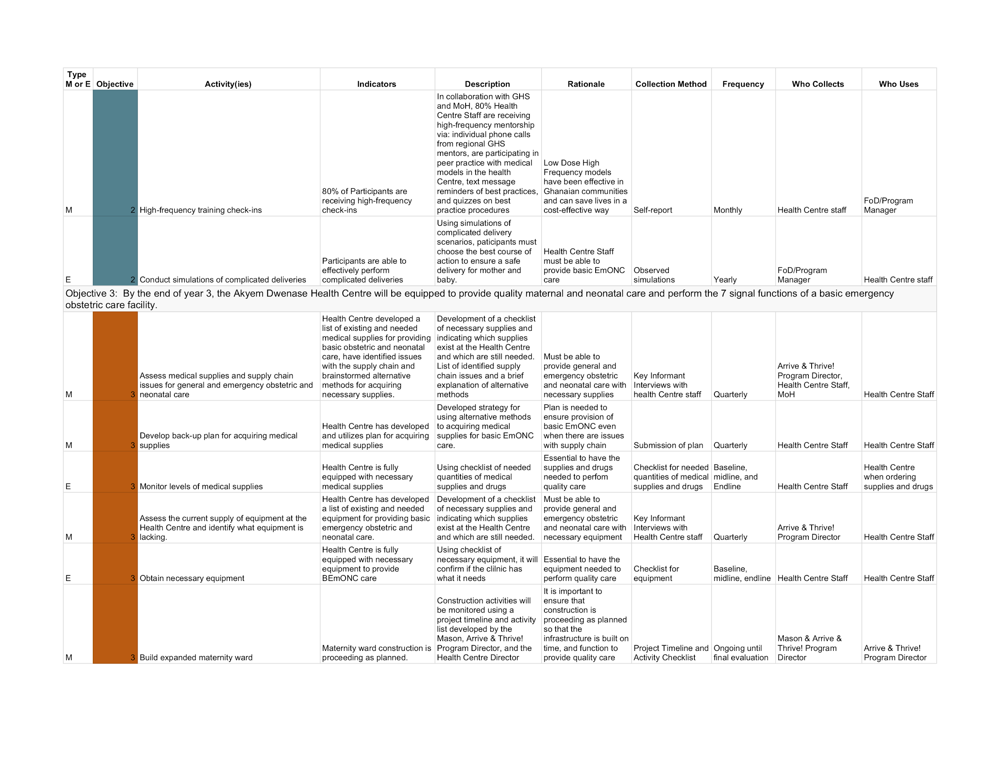 Type
M or E
Objective
Activity(ies)
Indicators
Description
Rationale
Collection Method
Frequency
Who Collects
Who Uses
M
2
High-frequency training check-ins
80% of Participants are
receiving high-frequency
check-ins
In collaboration with GHS
and MoH, 80% Health
Centre Staff are receiving
high-frequency mentorship
via: individual phone calls
from regional GHS
mentors, are participating in
peer practice with medical
models in the health
Centre, text message
reminders of best practices,
and quizzes on best
practice procedures
Low Dose High
Frequency models
have been effective in
Ghanaian communities
and can save lives in a
cost-effective way
Self-report
Monthly
Health Centre staff
FoD/Program
Manager
E
2
Conduct simulations of complicated deliveries
Participants are able to
effectively perform
complicated deliveries
Using simulations of
complicated delivery
scenarios, paticipants must
choose the best course of
action to ensure a safe
delivery for mother and
baby.
Health Centre Staff
must be able to
provide basic EmONC
care
Observed
simulations
Yearly
FoD/Program
Manager
Health Centre staff
Objective 3:  By the end of year 3, the Akyem Dwenase Health Centre will be equipped to provide quality maternal and neonatal care and perform the 7 signal functions of a basic emergency
obstetric care facility.
M
3
Assess medical supplies and supply chain
issues for general and emergency obstetric and
neonatal care
Health Centre developed a
list of existing and needed
medical supplies for providing
basic obstetric and neonatal
care, have identified issues
with the supply chain and
brainstormed alternative
methods for acquiring
necessary supplies.
Development of a checklist
of necessary supplies and
indicating which supplies
exist at the Health Centre
and which are still needed.
List of identified supply
chain issues and a brief
explanation of alternative
methods
Must be able to
provide general and
emergency obstetric
and neonatal care with
necessary supplies
Key Informant
Interviews with
health Centre staff
Quarterly
Arrive & Thrive!
Program Director,
Health Centre Staff,
MoH
Health Centre Staff
M
3
Develop back-up plan for acquiring medical
supplies
Health Centre has developed
and utilizes plan for acquiring
medical supplies
Developed strategy for
using alternative methods
to acquiring medical
supplies for basic EmONC
care.
Plan is needed to
ensure provision of
basic EmONC even
when there are issues
with supply chain
Submission of plan
Quarterly
Health Centre Staff
Health Centre Staff
E
3
Monitor levels of medical supplies
Health Centre is fully
equipped with necessary
medical supplies
Using checklist of needed
quantities of medical
supplies and drugs
Essential to have the
supplies and drugs
needed to perfom
quality care
Checklist for needed
quantities of medical
supplies and drugs
Baseline,
midline, and
Endline
Health Centre Staff
Health Centre
when ordering
supplies and drugs
M
3
Assess the current supply of equipment at the
Health Centre and identify what equipment is
lacking.
Health Centre has developed
a list of existing and needed
equipment for providing basic
emergency obstetric and
neonatal care.
Development of a checklist
of necessary supplies and
indicating which supplies
exist at the Health Centre
and which are still needed.
Must be able to
provide general and
emergency obstetric
and neonatal care with
necessary equipment
Key Informant
Interviews with
Health Centre staff
Quarterly
Arrive & Thrive!
Program Director
Health Centre Staff
E
3
Obtain necessary equipment
Health Centre is fully
equipped with necessary
equipment to provide
BEmONC care
Using checklist of
necessary equipment, it will
confirm if the clilnic has
what it needs
Essential to have the
equipment needed to
perform quality care
Checklist for
equipment
Baseline,
midline, endline
Health Centre Staff
Health Centre Staff
M
3
Build expanded maternity ward
Maternity ward construction is
proceeding as planned.
Construction activities will
be monitored using a
project timeline and activity
list developed by the
Mason, Arrive & Thrive!
Program Director, and the
Health Centre Director
It is important to
ensure that
construction is
proceeding as planned
so that the
infrastructure is built on
time, and function to
provide quality care
Project Timeline and
Activity Checklist
Ongoing until
final evaluation
Mason & Arrive &
Thrive! Program
Director
Arrive & Thrive!
Program Director